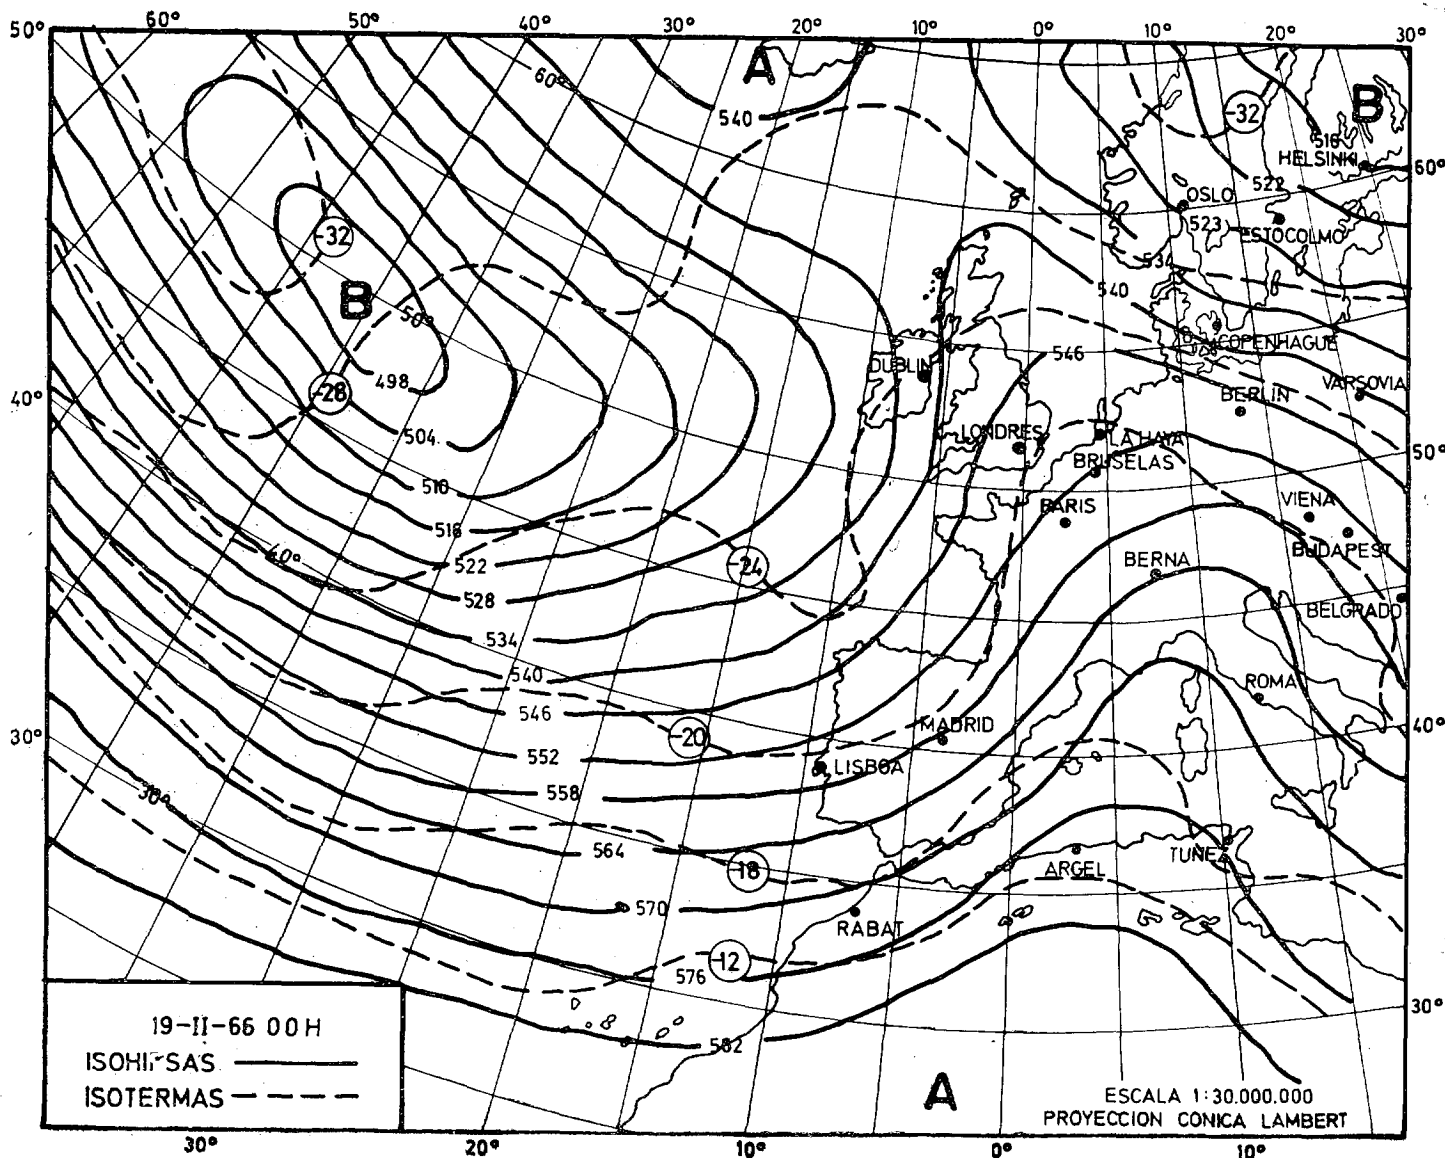 50° 60° 50° 40° 30° 20° 10° 0° 10° 20° 30°
A
60°
540
-32
B
518
HELSINKI
60°
522
OSLO
523
ESTOCOLMO
-32
534
540
B
50°
COPENHAGUE
546
DUBLIN
498
-28
VARSOVIA
BERLIN
40°
504
LONDRES
LA HAYA
BRUSELAS
50°
510
PARIS
VIENA
516
BUDAPEST
40°
BERNA
522
-24
528
BELGRADO
534
540
ROMA
546
MADRID
40°
30°
-20
552
LISBOA
558
30°
564
-18
TUNEZ
ARGEL
570
RABAT
-12
576
30°
19-II-66 00H
ISOHIPSAS
582
ISOTERMAS
A
ESCALA 1:30.000.000
PROYECCION CONICA LAMBERT
30° 20° 10° 0° 10°